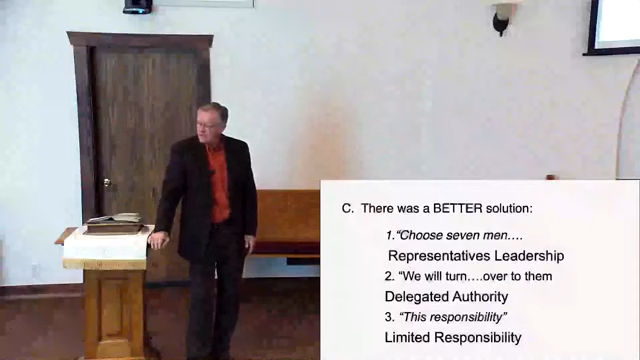 C. There was a BETTER solution:
1.“Choose seven men….
Representatives Leadership
2. “We will turn….over to them
Delegated Authority
3. “This responsibility”
Limited Responsibility